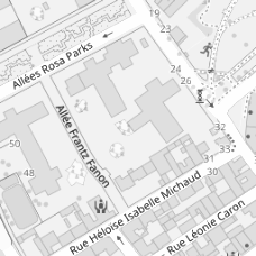 19
23
Allées Rosa Parks
24
26
Allée Frantz Fanon
32
50
33
48
31
30
Rue Héloïse Isabelle Michaud
Rue Léonie Caron